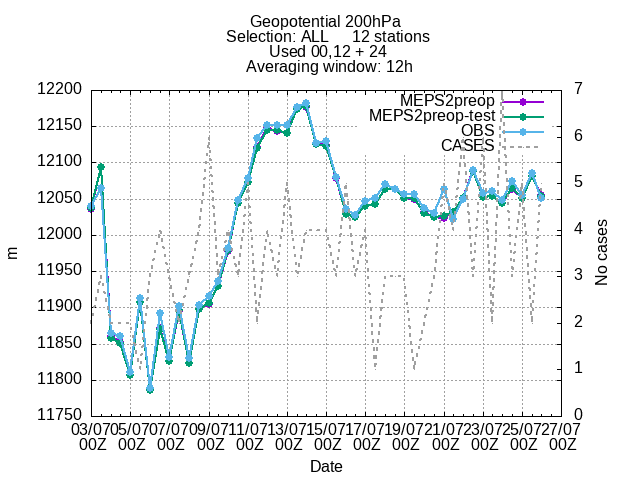 Geopotential 200hPa
Selection: ALL 12 stations
Used 00,12 + 24
Averaging window: 12h
12200
12150
12100
12050
12000
11950
11900
11850
11800
11750
m
7
6
5
4
3
2
1
0
No cases
MEPS2preop
MEPS2preop-test
OBS
CASES
03/07 05/07 07/07 09/07 11/07 13/07 15/07 17/07 19/07 21/07 23/07 25/07 27/07
00Z 00Z 00Z 00Z 00Z 00Z 00Z 00Z 00Z 00Z 00Z 00Z 00Z
Date